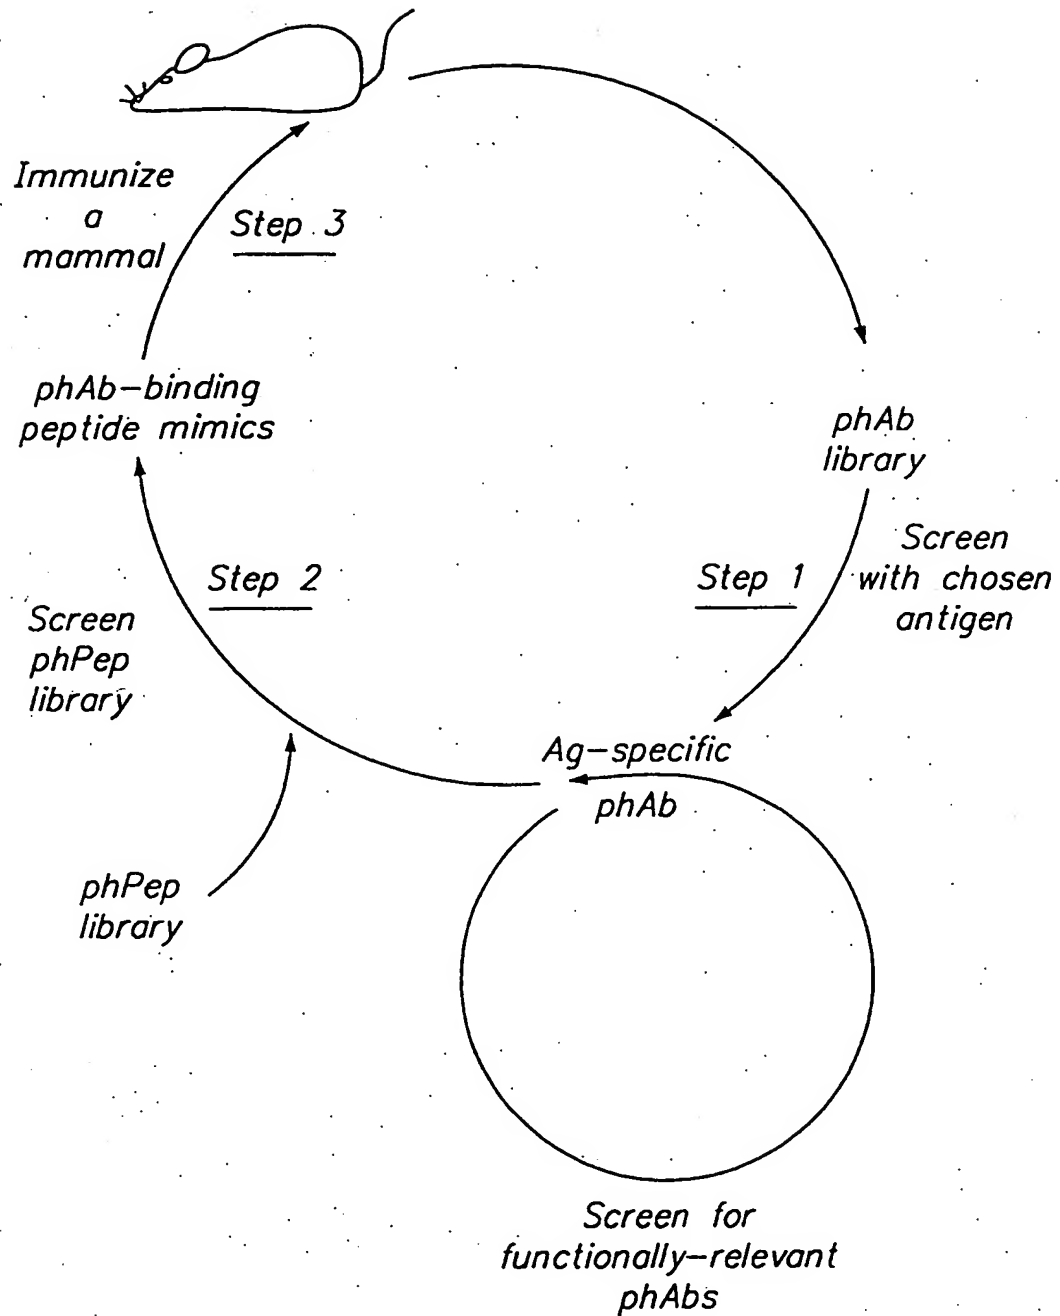 Immunize
a
mammal
Step 3
phAb-binding
peptide mimics
phAb
library
Screen
with chosen
antigen
Step 1
Step 2
Screen
phPep
library
Ag-specific
phAb
phPep
library
Screen for
functionally-relevant
phAbs